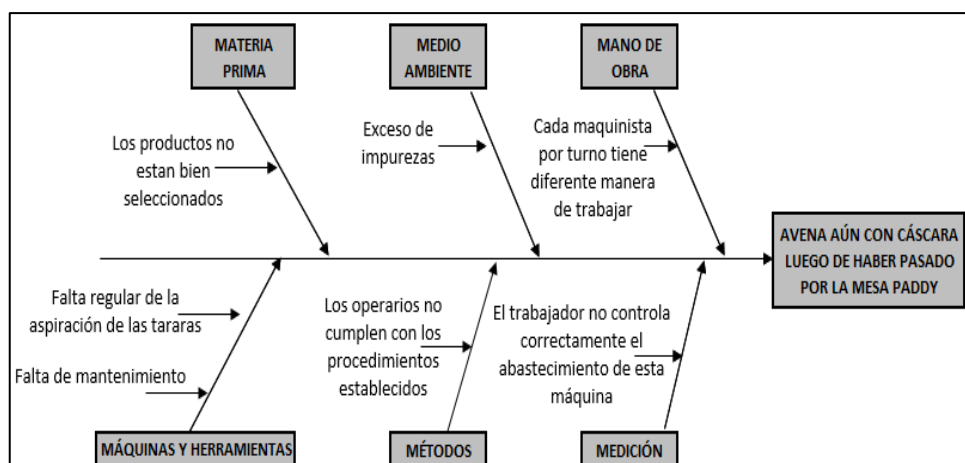 MATERIA
PRIMA
MEDIO
AMBIENTE
MANO DE
OBRA
Los productos no
estan bien
seleccionados
Exceso de
impurezas
Cada maquinista
por turno tiene
diferente manera
de trabajar
AVENA AÚN CON CÁSCARA
LUEGO DE HABER PASADO
POR LA MESA PADDY
Falta regular de la
aspiración de las tararas
Falta de mantenimiento
Los operarios no
cumplen con los
procedimientos
establecidos
El trabajador no controla
correctamente el
abastecimiento de esta
máquina
MÁQUINAS Y HERRAMIENTAS
MÉTODOS
MEDICIÓN